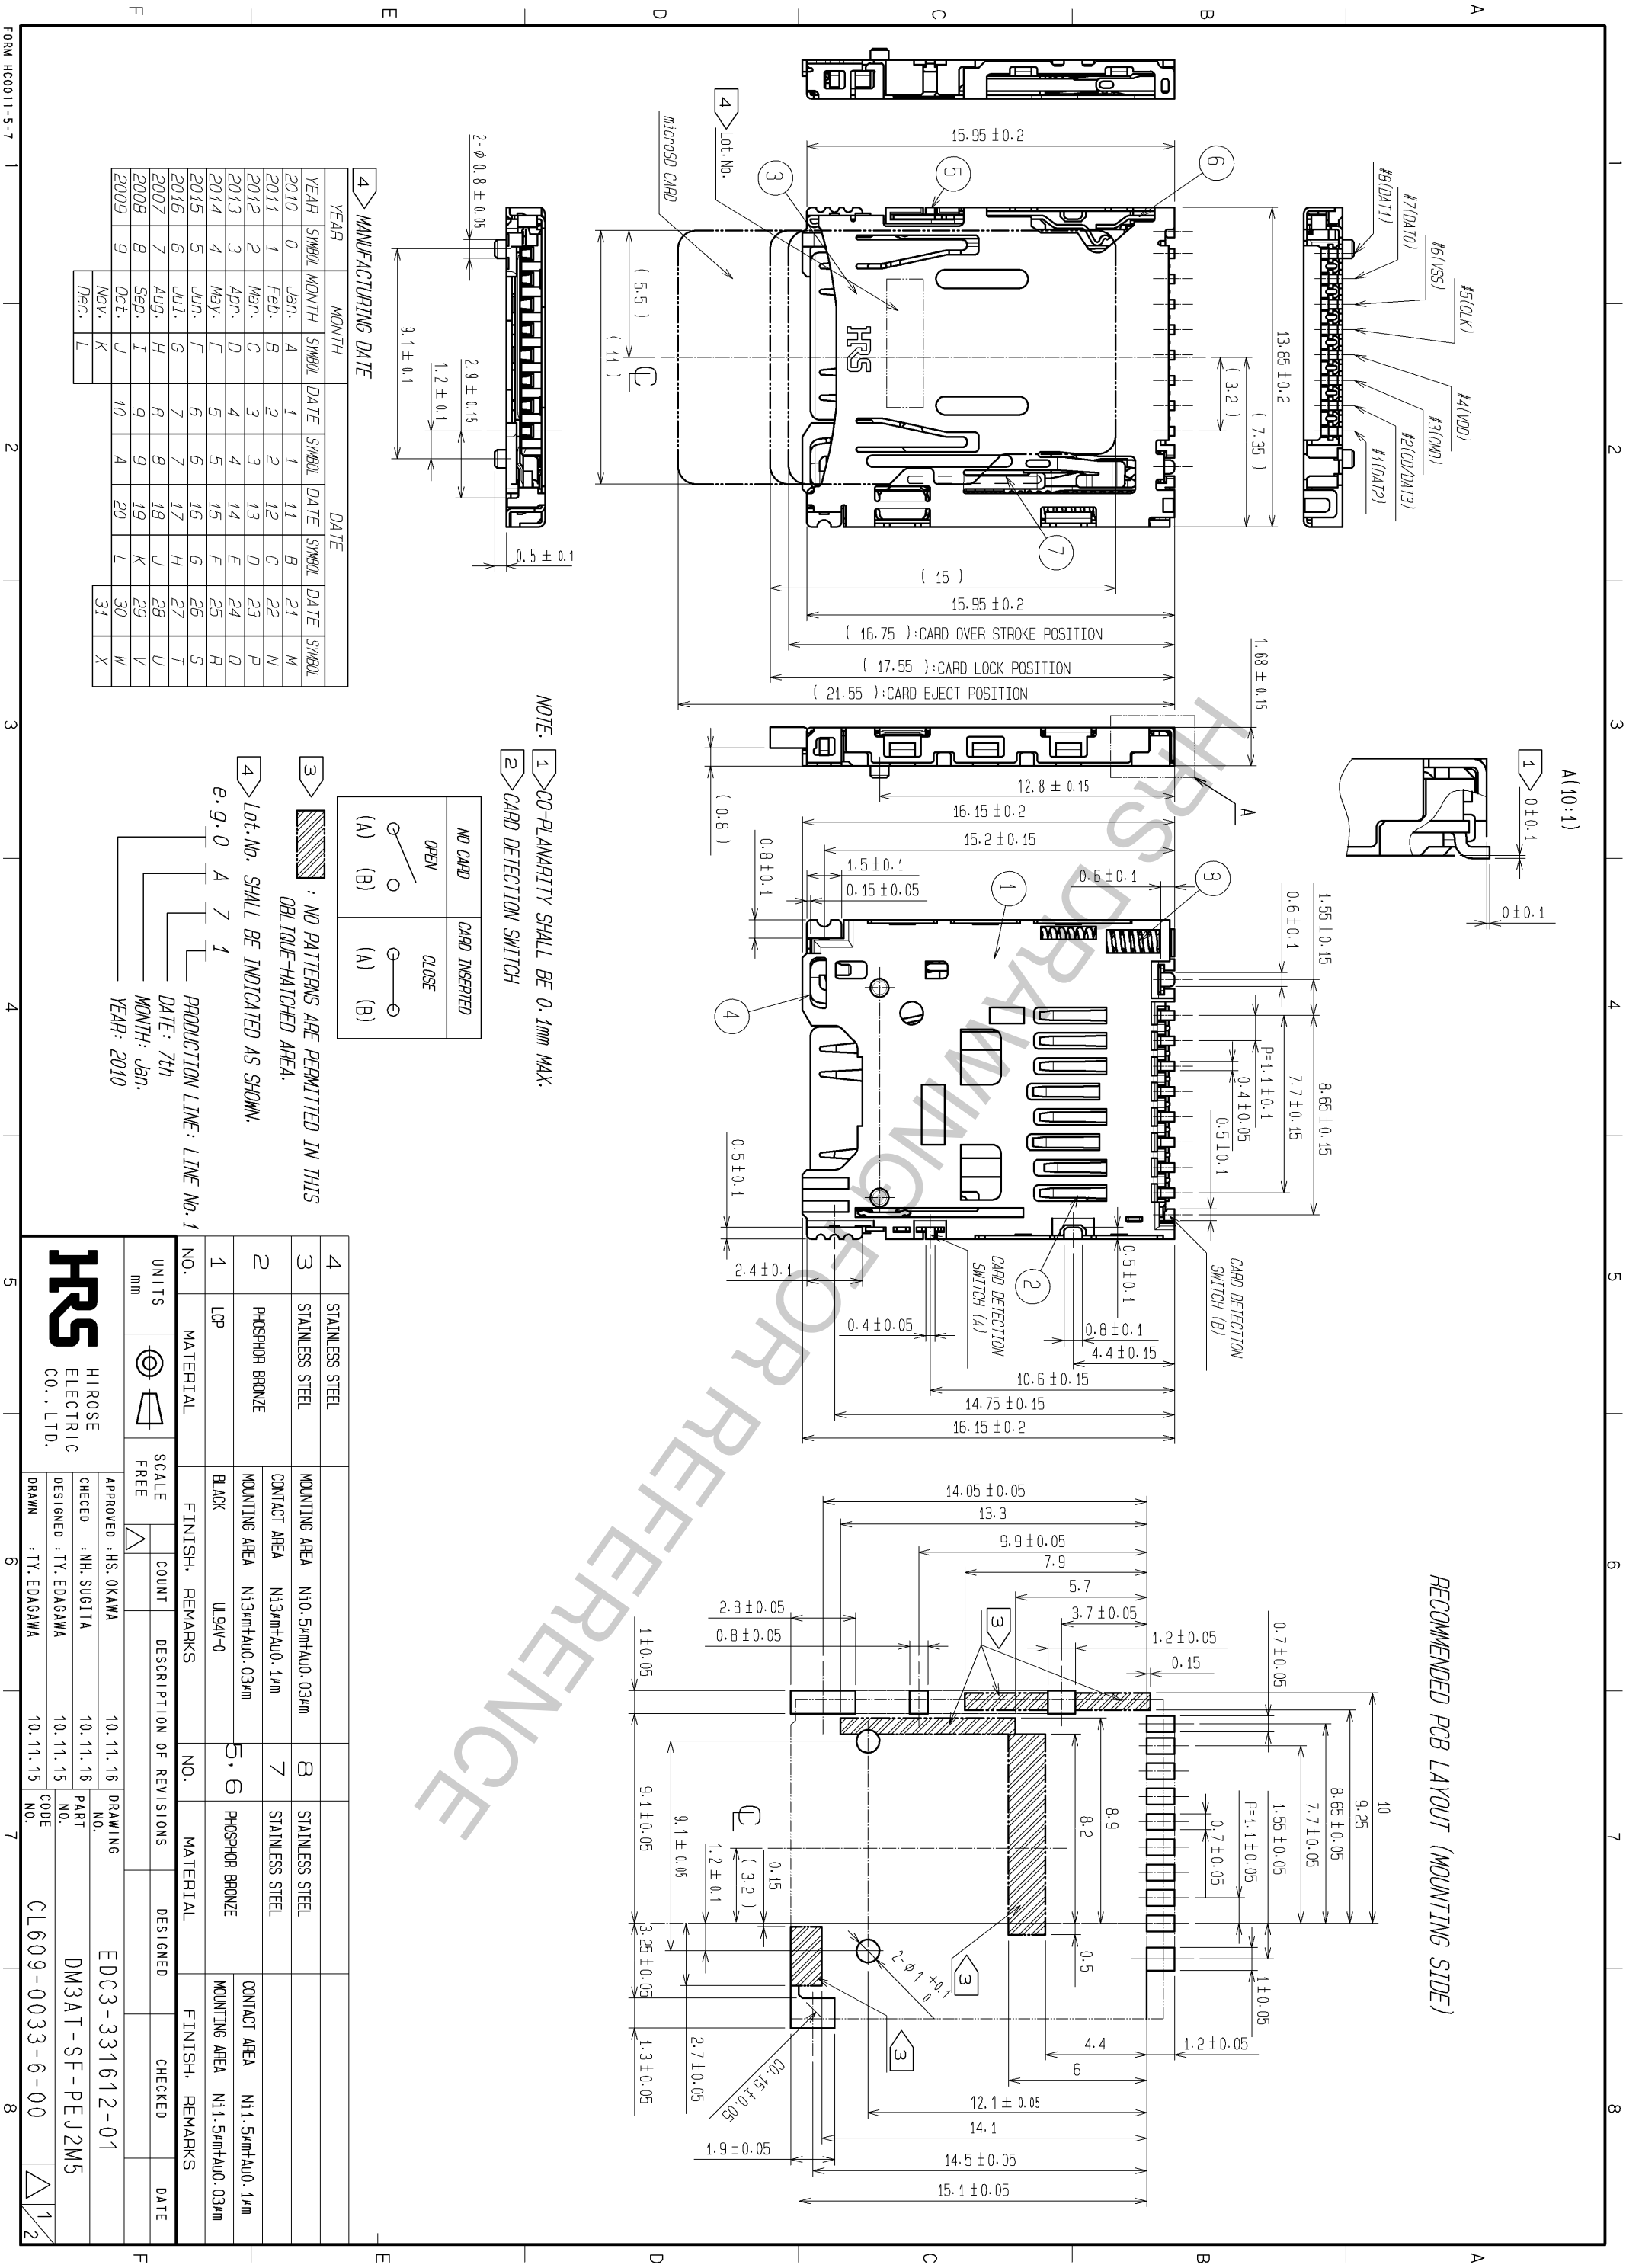 FORM HC0011-5-7
1 2 3 4 5 6 7 8
A B C D E F
HRS DRAWING FOR REFERENCE
#8(DAT1)
#7(DAT0)
#6(VSS)
#5(CLK)
#4(VDD)
#3(CMD)
#2(CD/DAT3)
#1(DAT2)
13.85±0.2
( 7.35 )
( 3.2 )
15.95±0.2
6
5
3
7
4 Lot.No.
microSD CARD
HRS
( 5.5 )
( 11 )
( 15 )
15.95±0.2
( 16.75 ):CARD OVER STROKE POSITION
( 17.55 ):CARD LOCK POSITION
( 21.55 ):CARD EJECT POSITION
2-φ0.8±0.05
9.1±0.1
2.9±0.15
1.2±0.1
0.5±0.1
A(10:1)
1 0±0.1
0±0.1
1.68±0.15
A
12.8±0.15
( 0.8 )
16.15±0.2
15.2±0.15
1.5±0.1
0.15±0.05
0.8±0.1
0.6±0.1
1
8
4
2
1.55±0.15
0.6±0.1
8.65±0.15
7.7±0.15
P=1.1±0.1
0.4±0.05
0.5±0.1
CARD DETECTION
SWITCH (B)
CARD DETECTION
SWITCH (A)
0.5±0.1
0.5±0.1
2.4±0.1
0.4±0.05
0.8±0.1
4.4±0.15
10.6±0.15
14.75±0.15
16.15±0.2
RECOMMENDED PCB LAYOUT (MOUNTING SIDE)
14.05±0.05
13.3
9.9±0.05
7.9
5.7
3.7±0.05
2.8±0.05
0.8±0.05
1.2±0.05
0.15
0.7±0.05
10
9.25
8.65±0.05
7.7±0.05
1.55±0.05
P=1.1±0.05
0.7±0.05
1±0.05
1±0.05
9.1±0.05
9.1±0.05
1.2±0.1
( 3.2 )
0.15
3.25±0.05
8.9
8.2
0.5
2-φ1 +0.1 0
3
3
3
1.2±0.05
4.4
6
12.1±0.05
14.1
14.5±0.05
15.1±0.05
1.9±0.05
C0.15±0.05
2.7±0.05
1.3±0.05
NOTE. 1 CO-PLANARITY SHALL BE 0.1mm MAX.
2 CARD DETECTION SWITCH
NO CARD CARD INSERTED
OPEN CLOSE
(A) (B) (A) (B)
3 : NO PATTERNS ARE PERMITTED IN THIS
OBLIQUE-HATCHED AREA.
4 Lot.No. SHALL BE INDICATED AS SHOWN.
e.g.0 A 7 1
PRODUCTION LINE: LINE No.1
DATE: 7th
MONTH: Jan.
YEAR: 2010
4 MANUFACTURING DATE
YEAR MONTH DATE
YEAR SYMBOL MONTH SYMBOL DATE SYMBOL DATE SYMBOL DATE SYMBOL
2010 0 Jan. A 1 1 11 B 21 M
2011 1 Feb. B 2 2 12 C 22 N
2012 2 Mar. C 3 3 13 D 23 P
2013 3 Apr. D 4 4 14 E 24 Q
2014 4 May. E 5 5 15 F 25 R
2015 5 Jun. F 6 6 16 G 26 S
2016 6 Jul. G 7 7 17 H 27 T
2007 7 Aug. H 8 8 18 J 28 U
2008 8 Sep. I 9 9 19 K 29 V
2009 9 Oct. J 10 A 20 L 30 W
Nov. K 31 X
Dec. L
4 STAINLESS STEEL
3 STAINLESS STEEL MOUNTING AREA Ni0.5μm+Au0.03μm 8 STAINLESS STEEL
2 PHOSPHOR BRONZE CONTACT AREA Ni3μm+Au0.1μm 7 STAINLESS STEEL
MOUNTING AREA Ni3μm+Au0.03μm 5, 6 PHOSPHOR BRONZE CONTACT AREA Ni1.5μm+Au0.1μm
1 LCP BLACK UL94V-0 MOUNTING AREA Ni1.5μm+Au0.03μm
NO. MATERIAL FINISH, REMARKS NO. MATERIAL FINISH, REMARKS
UNITS mm SCALE FREE COUNT DESCRIPTION OF REVISIONS DESIGNED CHECKED DATE
HRS HIROSE ELECTRIC CO.,LTD.
APPROVED :HS.OKAWA 10.11.16 DRAWING NO. EDC3-331612-01
CHECED :NH.SUGITA 10.11.16 PART NO. DM3AT-SF-PEJ2M5
DESIGNED :TY.EDAGAWA 10.11.15
DRAWN :TY.EDAGAWA 10.11.15 CODE NO. CL609-0033-6-00 1/2